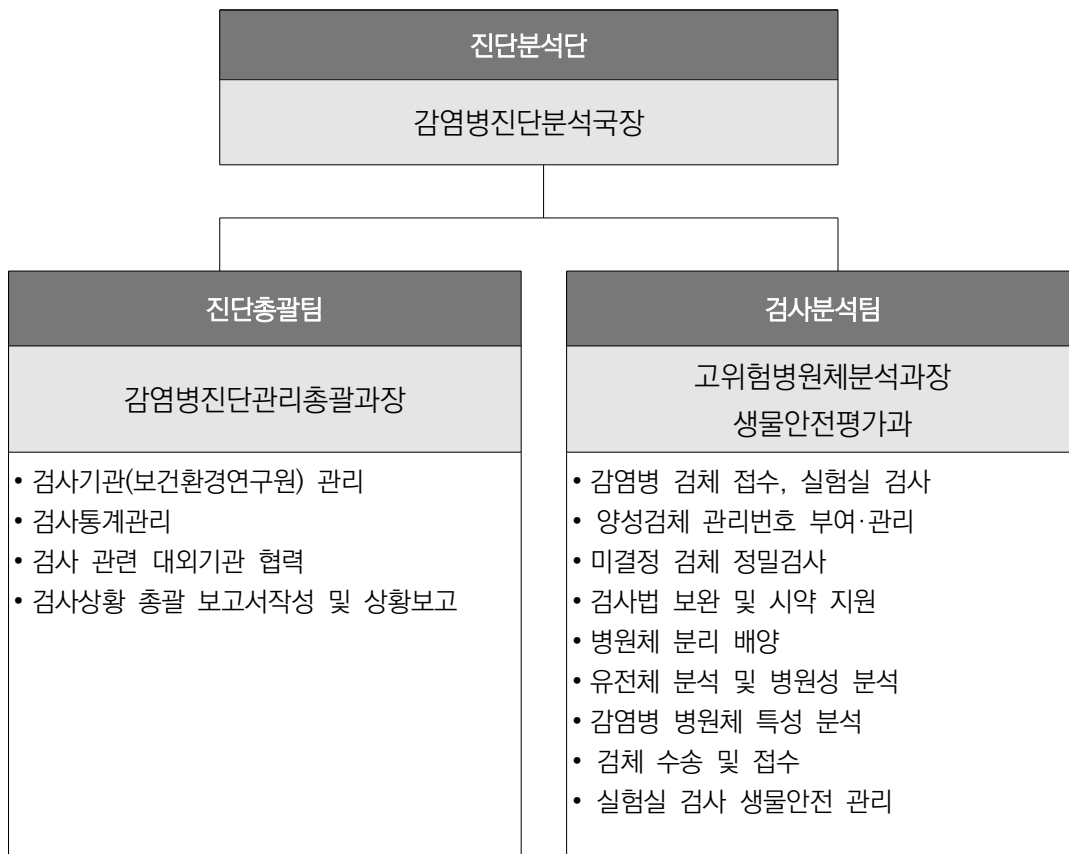 진단분석단
감염병진단분석국장
진단총괄팀
감염병진단관리총괄과장
• 검사기관(보건환경연구원) 관리
• 검사통계관리
• 검사 관련 대외기관 협력
• 검사상황 총괄 보고서작성 및 상황보고
검사분석팀
고위험병원체분석과장
생물안전평가과
• 감염병 검체 접수, 실험실 검사
• 양성검체 관리번호 부여·관리
• 미결정 검체 정밀검사
• 검사법 보완 및 시약 지원
• 병원체 분리 배양
• 유전체 분석 및 병원성 분석
• 감염병 병원체 특성 분석
• 검체 수송 및 접수
• 실험실 검사 생물안전 관리